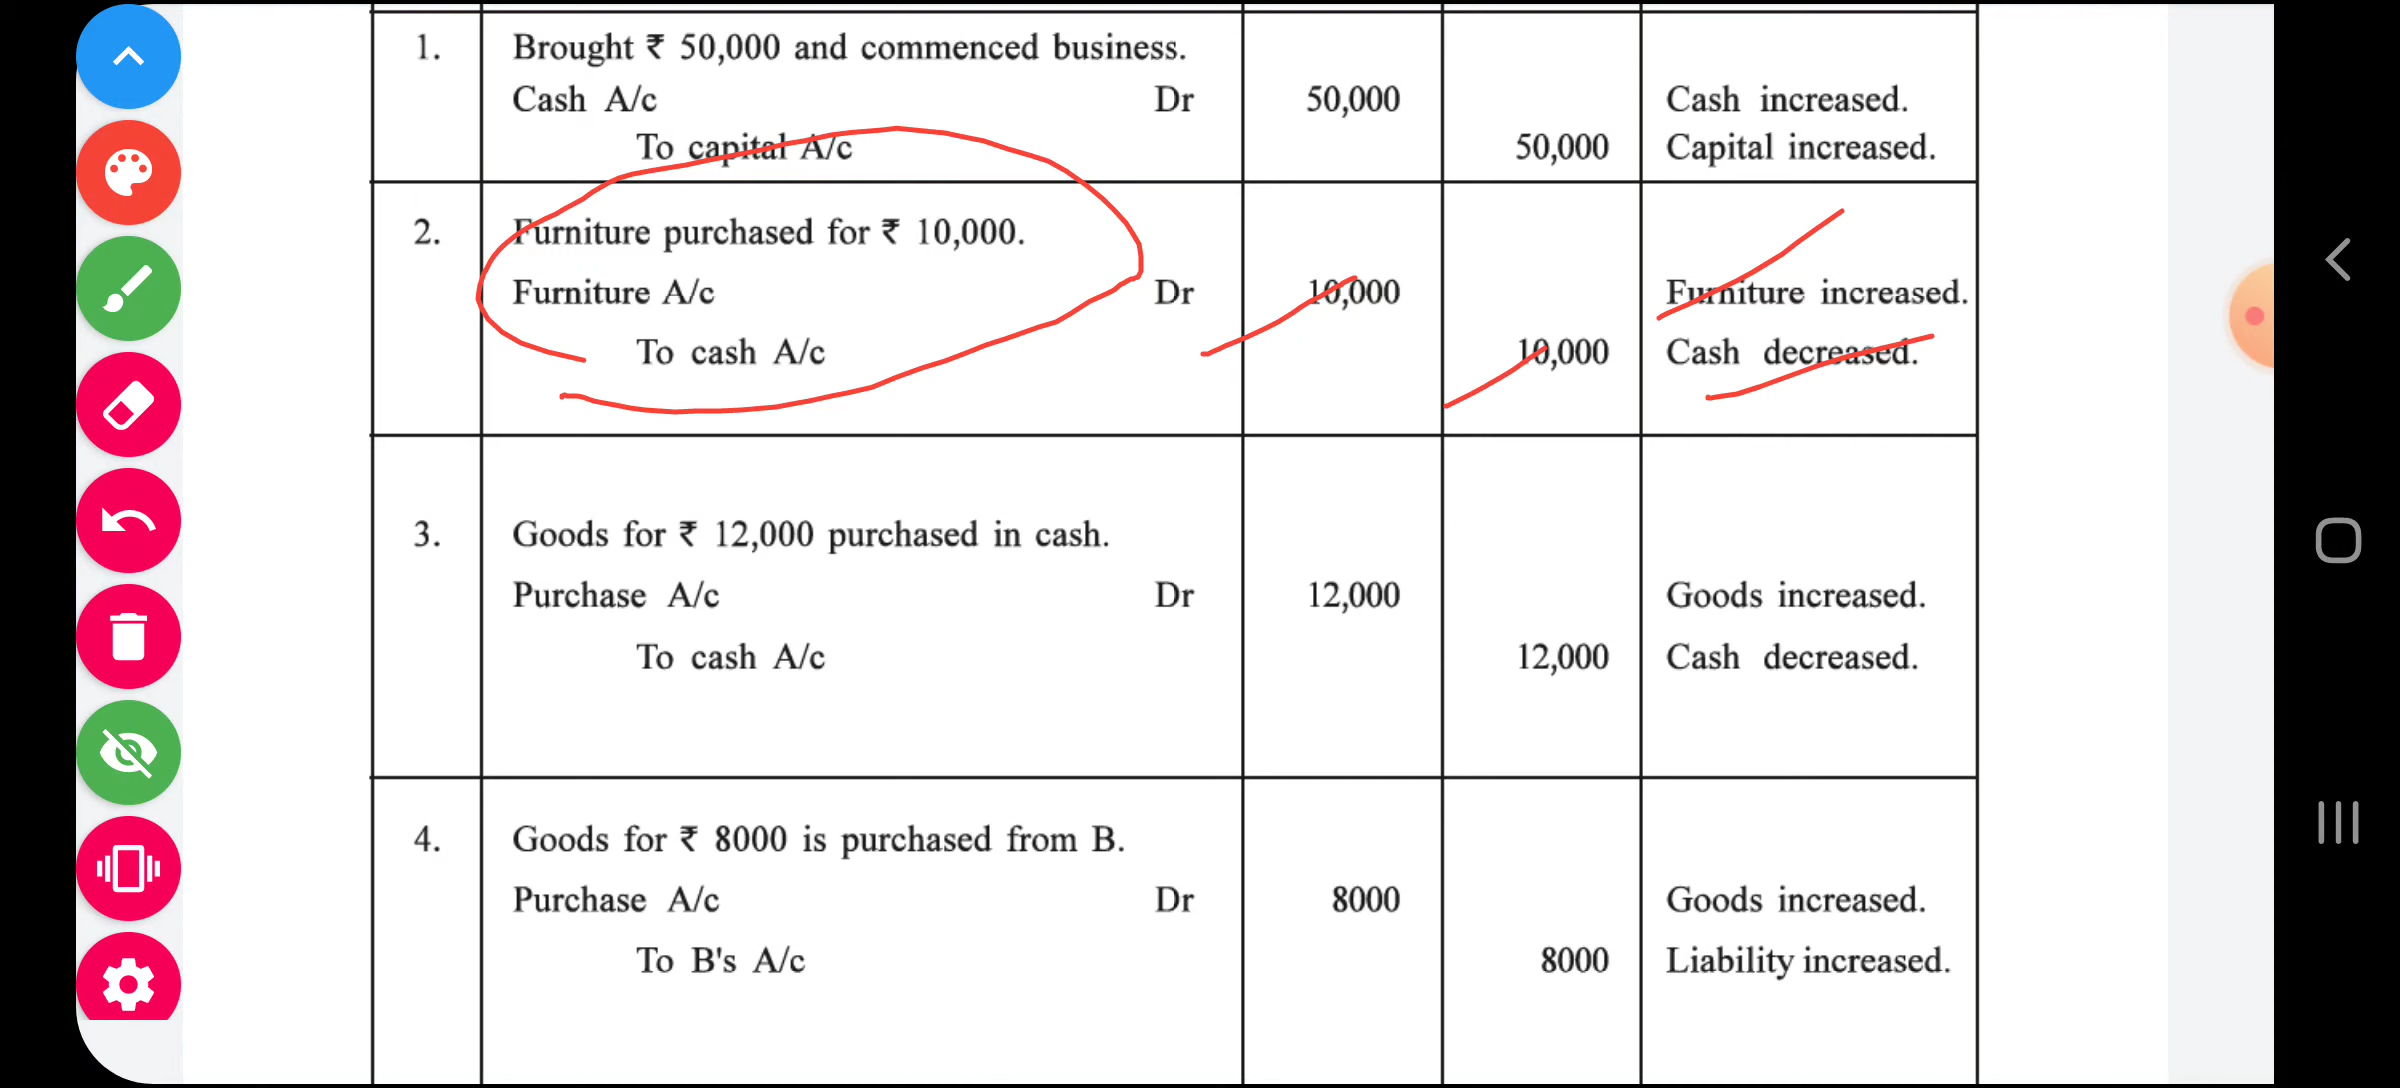 1. Brought ₹ 50,000 and commenced business.
Cash A/c Dr 50,000 Cash increased.
To capital A/c 50,000 Capital increased.
2. Furniture purchased for ₹ 10,000.
Furniture A/c Dr 10,000 Furniture increased.
To cash A/c 10,000 Cash decreased.
3. Goods for ₹ 12,000 purchased in cash.
Purchase A/c Dr 12,000 Goods increased.
To cash A/c 12,000 Cash decreased.
4. Goods for ₹ 8000 is purchased from B.
Purchase A/c Dr 8000 Goods increased.
To B's A/c 8000 Liability increased.